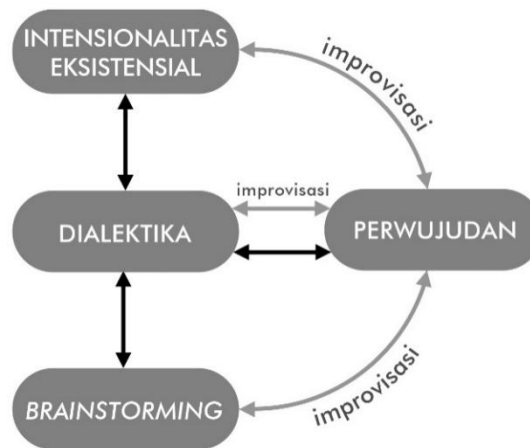 INTENSIONALITAS
EKSISTENSIAL
improvisasi
improvisasi
DIALEKTIKA
PERWUJUDAN
BRAINSTORMING
improvisasi